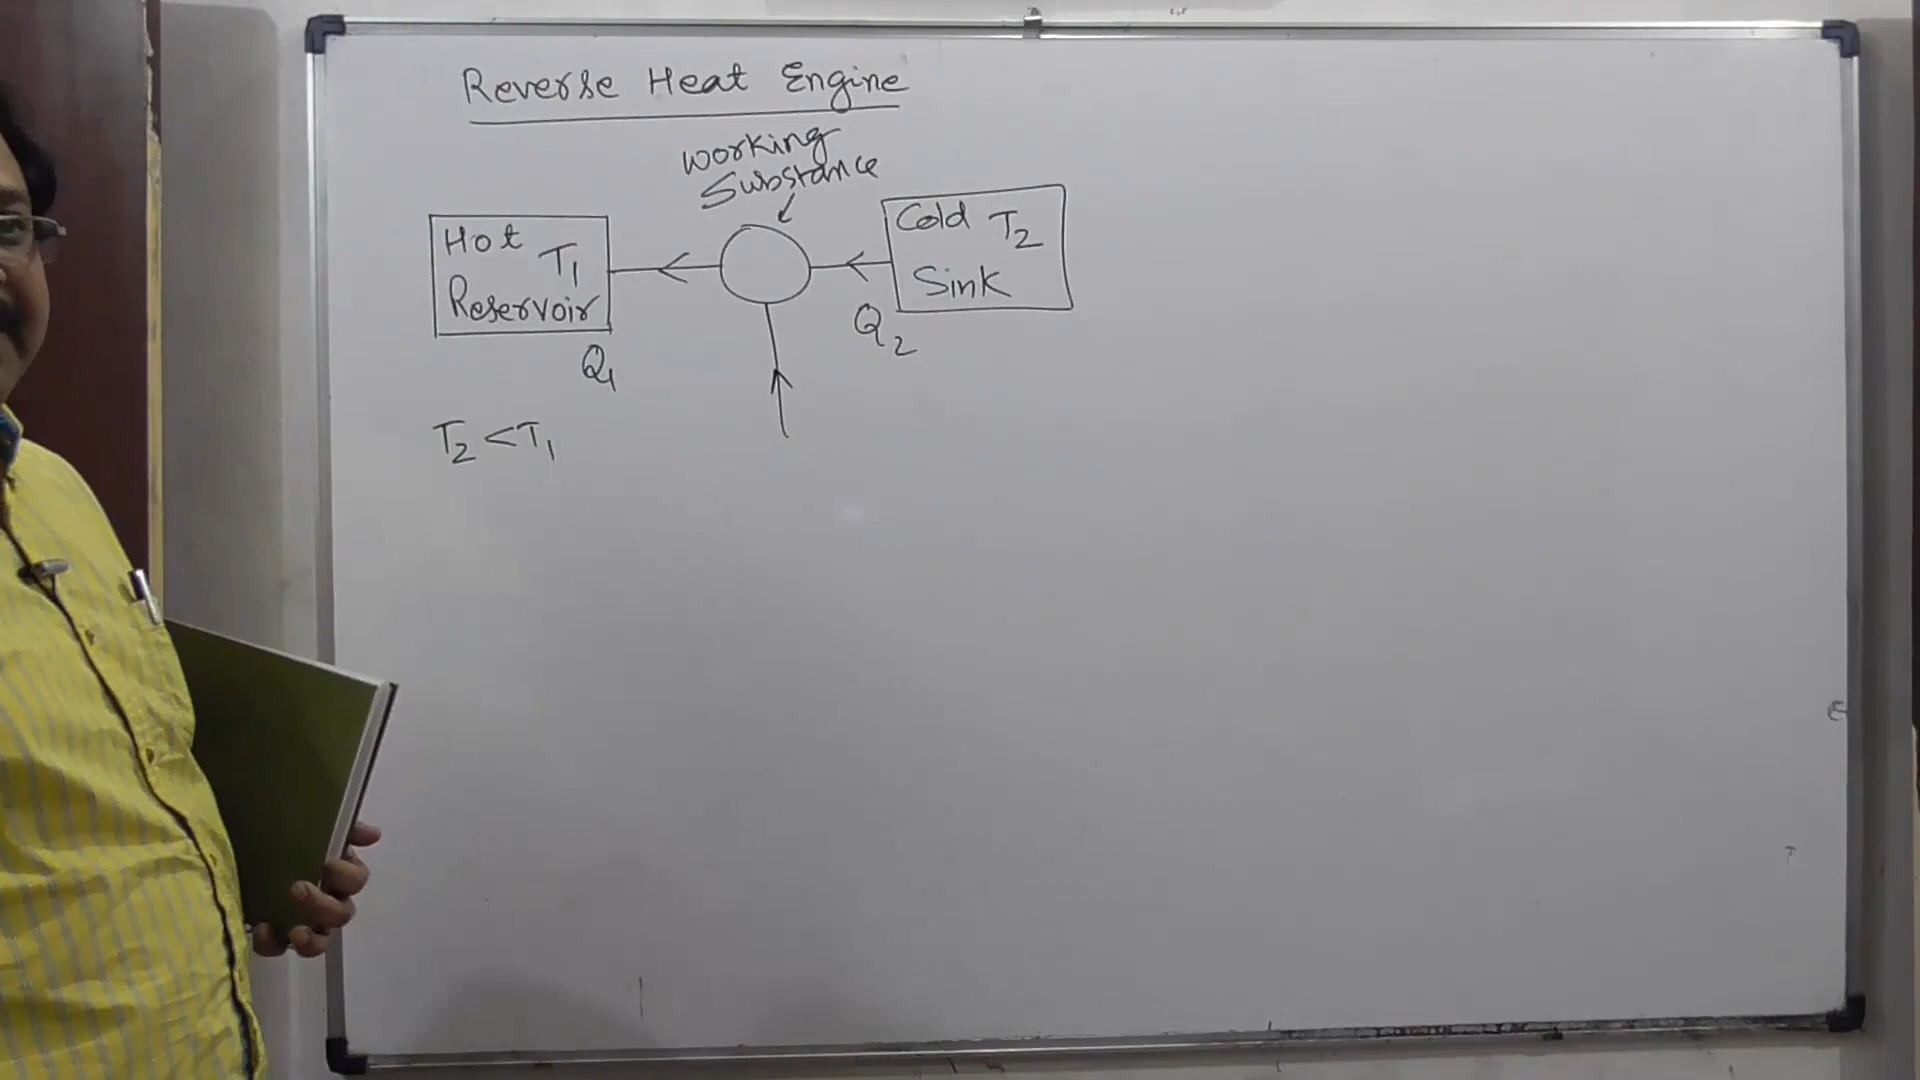 Reverse Heat Engine
Working
Substance
Hot T1
Reservoir
Cold T2
Sink
Q1
Q2
T2 < T1